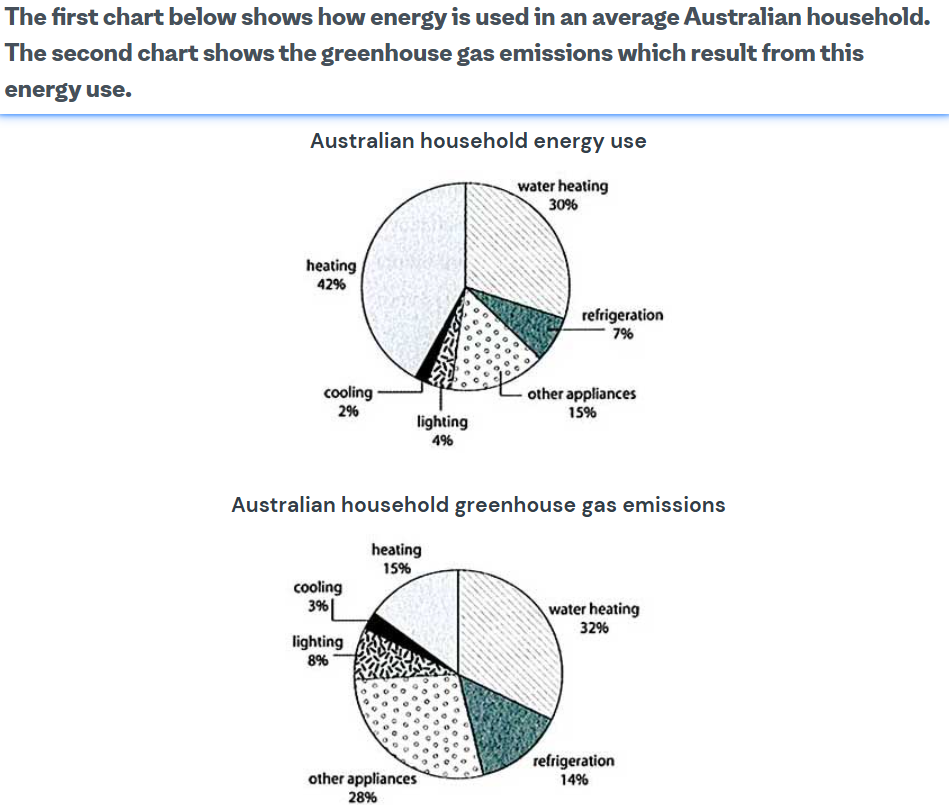 The first chart below shows how energy is used in an average Australian household.
The second chart shows the greenhouse gas emissions which result from this
energy use.
Australian household energy use
water heating
30%
heating
42%
refrigeration
7%
cooling
2%
other appliances
15%
lighting
4%
Australian household greenhouse gas emissions
heating
15%
cooling
3%
water heating
32%
lighting
8%
refrigeration
14%
other appliances
28%